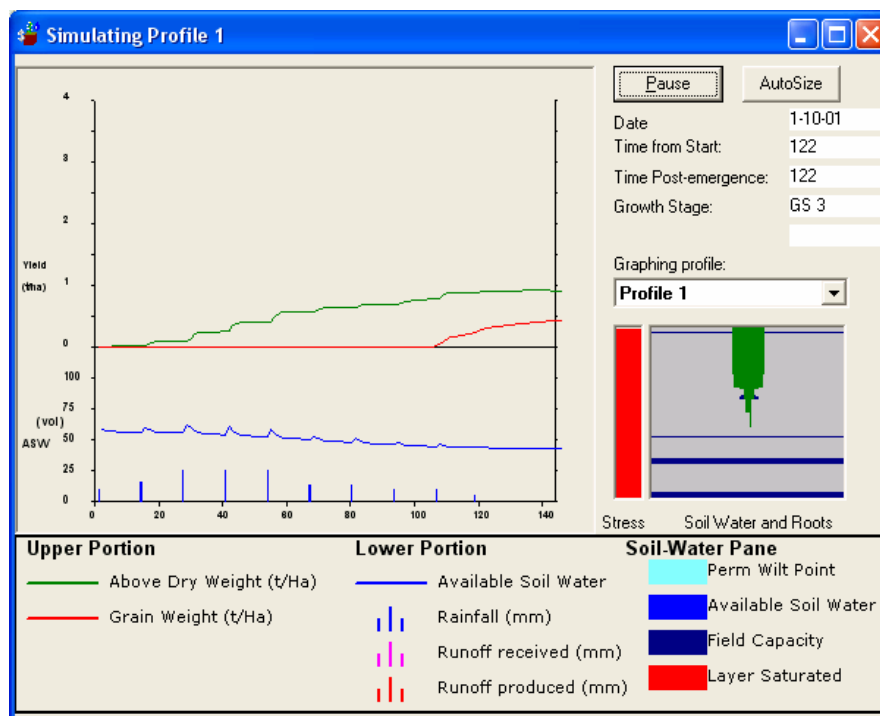 Simulating Profile 1
4
3
2
Yield
1
(t/ha)
0
100
75
(vol)
50
ASW
25
0
0 20 40 60 80 100 120 140
Pause AutoSize
Date 1-10-01
Time from Start: 122
Time Post-emergence: 122
Growth Stage: GS 3
Graphing profile:
Profile 1
Stress Soil Water and Roots
Upper Portion
Above Dry Weight (t/Ha)
Grain Weight (t/Ha)
Lower Portion
Available Soil Water
Rainfall (mm)
Runoff received (mm)
Runoff produced (mm)
Soil-Water Pane
Perm Wilt Point
Available Soil Water
Field Capacity
Layer Saturated